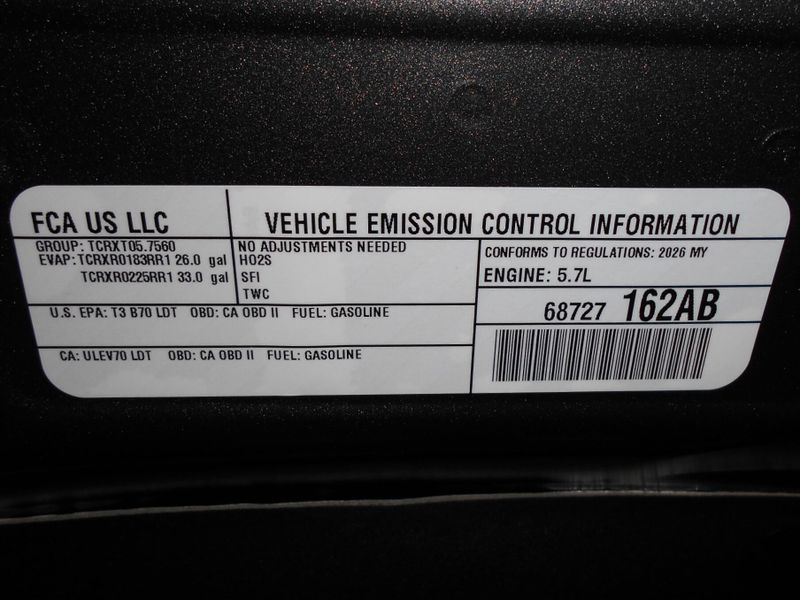 FCA US LLC
VEHICLE EMISSION CONTROL INFORMATION
GROUP: TCRXT05.7560
EVAP: TCRXR0183RR1 26.0 gal
TCRXR0225RR1 33.0 gal
NO ADJUSTMENTS NEEDED
HO2S
SFI
TWC
CONFORMS TO REGULATIONS: 2026 MY
ENGINE: 5.7L
U.S. EPA: T3 B70 LDT OBD: CA OBD II FUEL: GASOLINE
68727 162AB
CA: ULEV70 LDT OBD: CA OBD II FUEL: GASOLINE